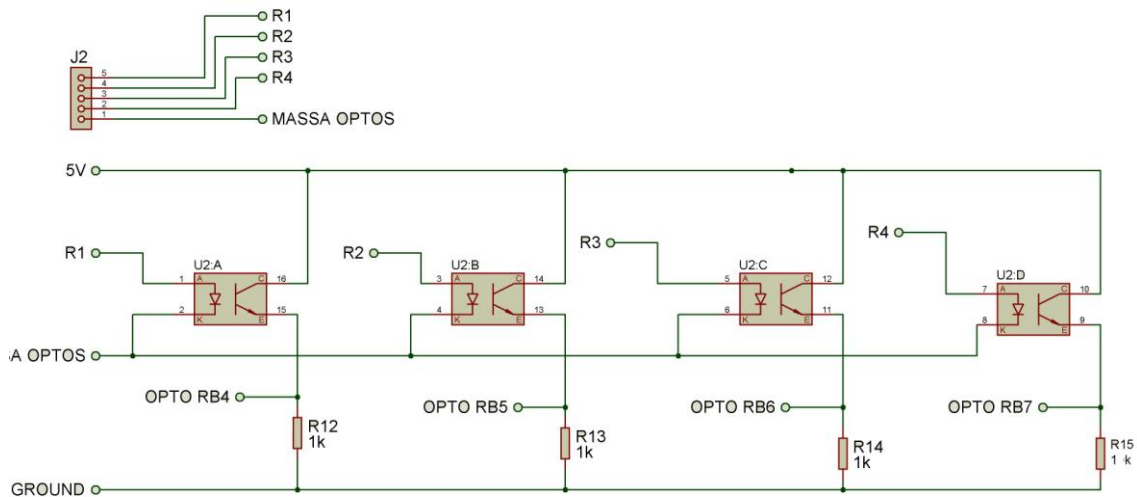 R1
R2
J2
R3
5
R4
4
3
2
1
MASSA OPTOS
5V
R1
R2
R3
R4
U2:A
U2:B
U2:C
U2:D
1 A C 16
3 A C 14
5 A C 12
7 A C 10
2 K E 15
4 K E 13
6 K E 11
8 K E 9
A OPTOS
OPTO RB4
OPTO RB5
OPTO RB6
OPTO RB7
R12
1k
R13
1k
R14
1k
R15
GROUND